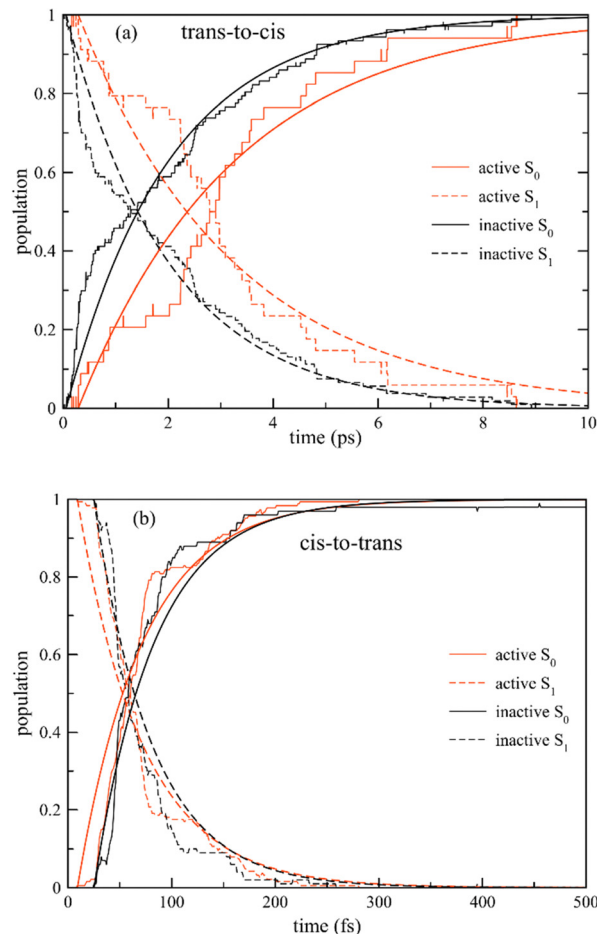 (a)
trans-to-cis
1
0.8
0.6
0.4
0.2
0
population
active S0
active S1
inactive S0
inactive S1
0 2 4 6 8 10
time (ps)
(b)
cis-to-trans
1
0.8
0.6
0.4
0.2
0
population
active S0
active S1
inactive S0
inactive S1
0 100 200 300 400 500
time (fs)